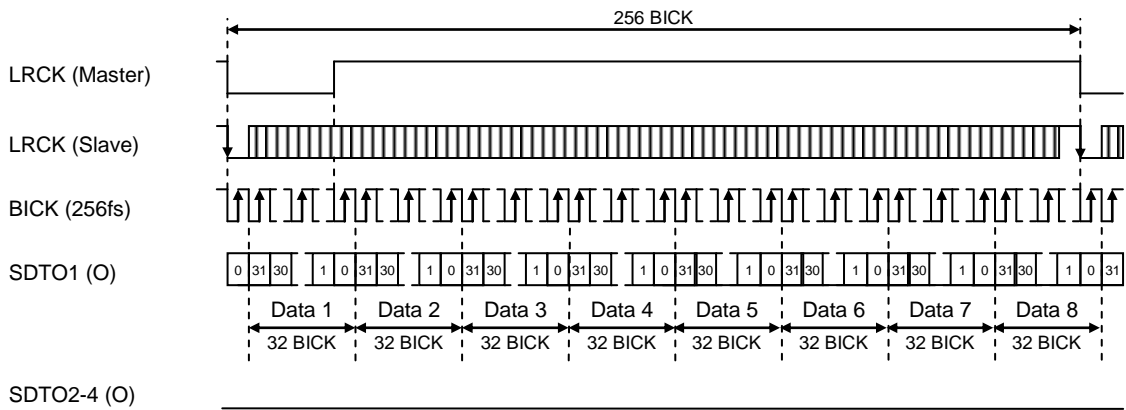 256 BICK
LRCK (Master)
LRCK (Slave)
BICK (256fs)
SDTO1 (O)
0 31 30 1 0 31 30 1 0 31 30 1 0 31 30 1 0 31 30 1 0 31 30 1 0 31 30 1 0 31 30 1 0 31
Data 1 Data 2 Data 3 Data 4 Data 5 Data 6 Data 7 Data 8
32 BICK 32 BICK 32 BICK 32 BICK 32 BICK 32 BICK 32 BICK 32 BICK
SDTO2-4 (O)